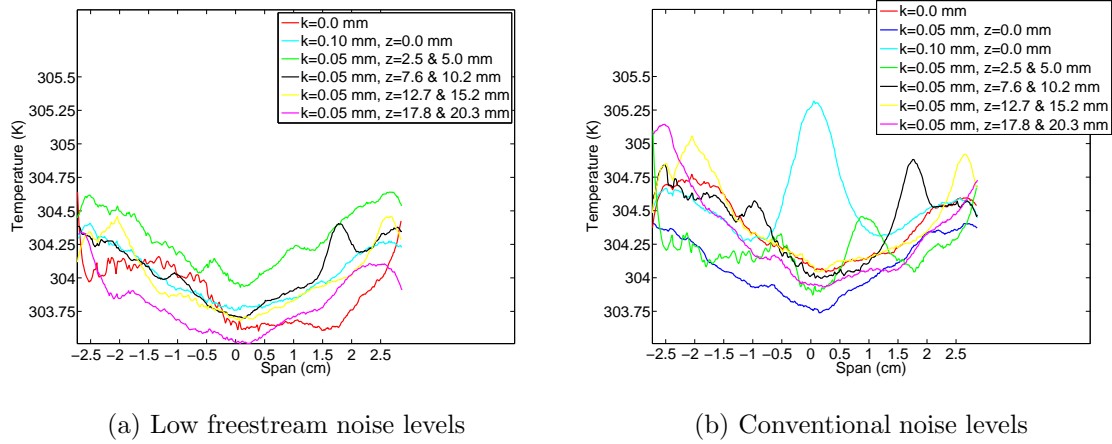 k=0.0 mm
k=0.10 mm, z=0.0 mm
k=0.05 mm, z=2.5 & 5.0 mm
k=0.05 mm, z=7.6 & 10.2 mm
k=0.05 mm, z=12.7 & 15.2 mm
k=0.05 mm, z=17.8 & 20.3 mm
305.5
305.25
305
304.75
304.5
304.25
304
303.75
Temperature (K)
−2.5 −2 −1.5 −1 −0.5 0 0.5 1 1.5 2 2.5
Span (cm)
(a) Low freestream noise levels
k=0.0 mm
k=0.05 mm, z=0.0 mm
k=0.10 mm, z=0.0 mm
k=0.05 mm, z=2.5 & 5.0 mm
k=0.05 mm, z=7.6 & 10.2 mm
k=0.05 mm, z=12.7 & 15.2 mm
k=0.05 mm, z=17.8 & 20.3 mm
305.5
305.25
305
304.75
304.5
304.25
304
303.75
Temperature (K)
−2.5 −2 −1.5 −1 −0.5 0 0.5 1 1.5 2 2.5
Span (cm)
(b) Conventional noise levels